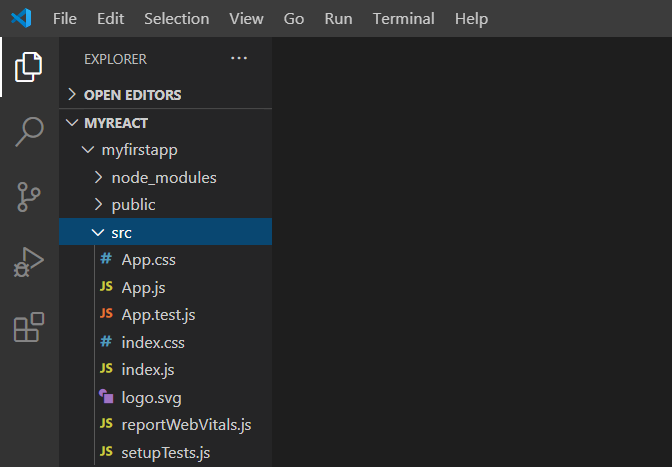 File Edit Selection View Go Run Terminal Help
EXPLORER ···
OPEN EDITORS
MYREACT
myfirstapp
node_modules
public
src
# App.css
JS App.js
JS App.test.js
# index.css
JS index.js
logo.svg
JS reportWebVitals.js
JS setupTests.js